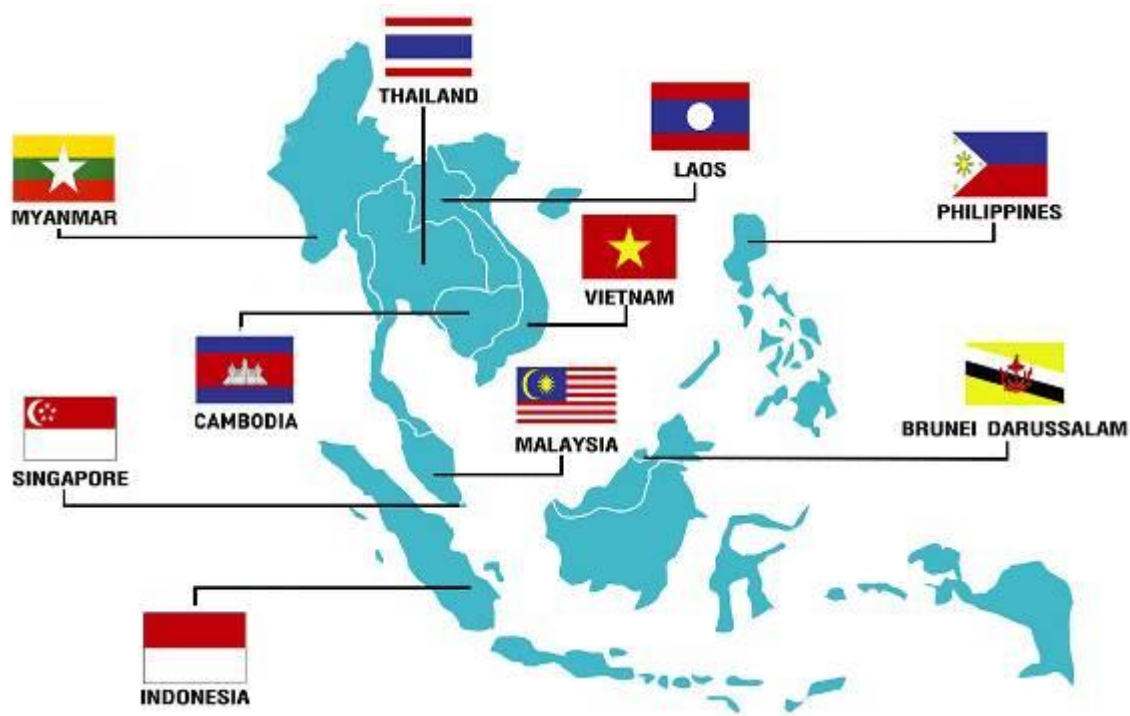 THAILAND
LAOS
MYANMAR
PHILIPPINES
VIETNAM
CAMBODIA
MALAYSIA
BRUNEI DARUSSALAM
SINGAPORE
INDONESIA